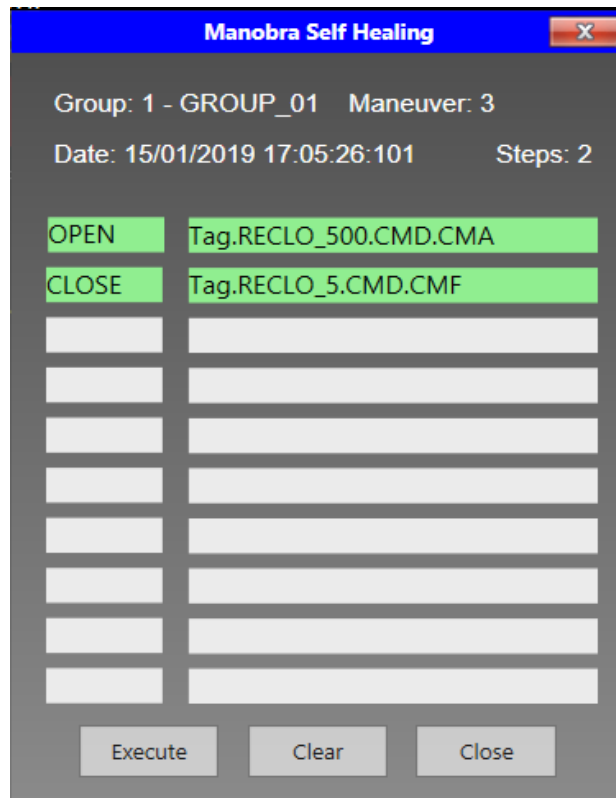 Manobra Self Healing
X
Group: 1 - GROUP_01 Maneuver: 3
Date: 15/01/2019 17:05:26:101 Steps: 2
OPEN Tag.RECLO_500.CMD.CMA
CLOSE Tag.RECLO_5.CMD.CMF
Execute Clear Close